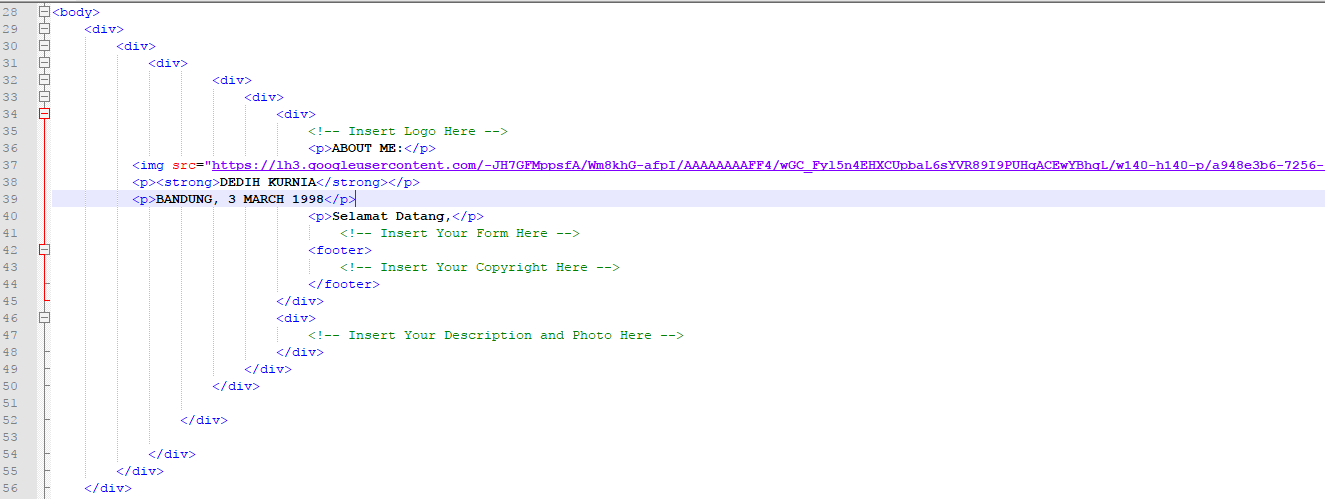 28 <body>
29 <div>
30 <div>
31 <div>
32 <div>
33 <div>
34 <div>
35 <!-- Insert Logo Here -->
36 <p>ABOUT ME:</p>
37 <img src="https://lh3.googleusercontent.com/-JH7GFMppsfA/Wm8khG-afpI/AAAAAAAAFF4/wGC_Fyl5n4EHXCUpbaL6sYVR89I9PUHgACEwYBhgL/w140-h140-p/a948e3b6-7256-
38 <p><strong>DEDIH KURNIA</strong></p>
39 <p>BANDUNG, 3 MARCH 1998</p>
40 <p>Selamat Datang,</p>
41 <!-- Insert Your Form Here -->
42 <footer>
43 <!-- Insert Your Copyright Here -->
44 </footer>
45 </div>
46 <div>
47 <!-- Insert Your Description and Photo Here -->
48 </div>
49 </div>
50 </div>
51
52 </div>
53
54 </div>
55 </div>
56 </div>